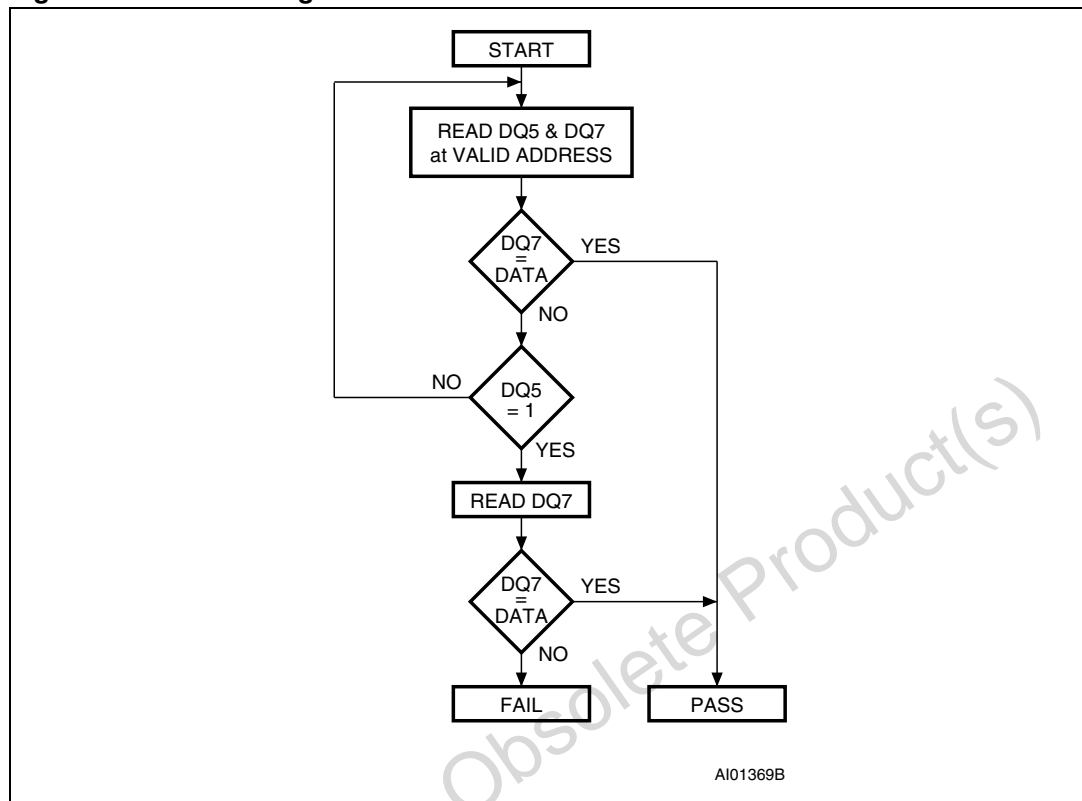 START
READ DQ5 & DQ7
at VALID ADDRESS
DQ7
=
DATA
YES
NO
NO
DQ5
= 1
YES
READ DQ7
DQ7
=
DATA
YES
NO
FAIL
PASS
AI01369B
Obsolete Product(s)